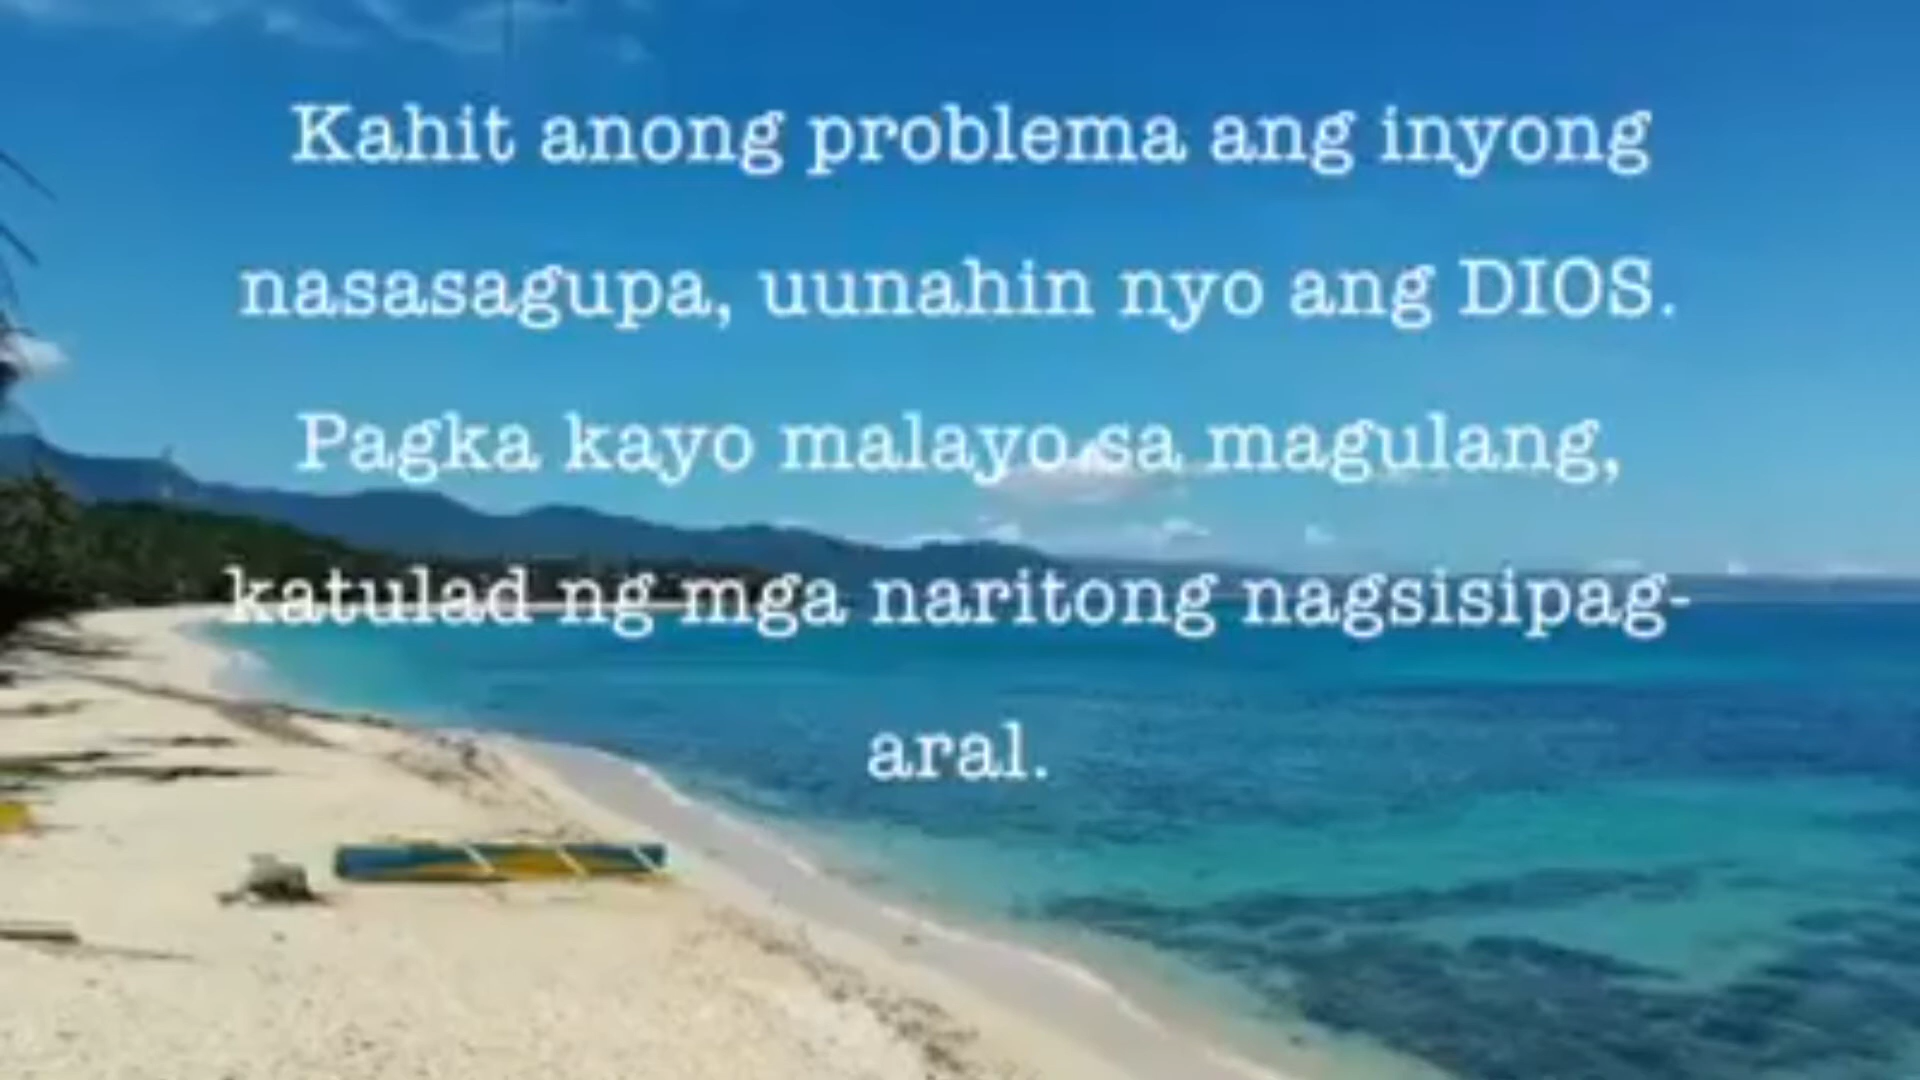 Kahit anong problema ang inyong
nasasagupa, uunahin nyo ang DIOS.
Pagka kayo malayo sa magulang,
katulad ng mga naritong nagsisipag-
aral.